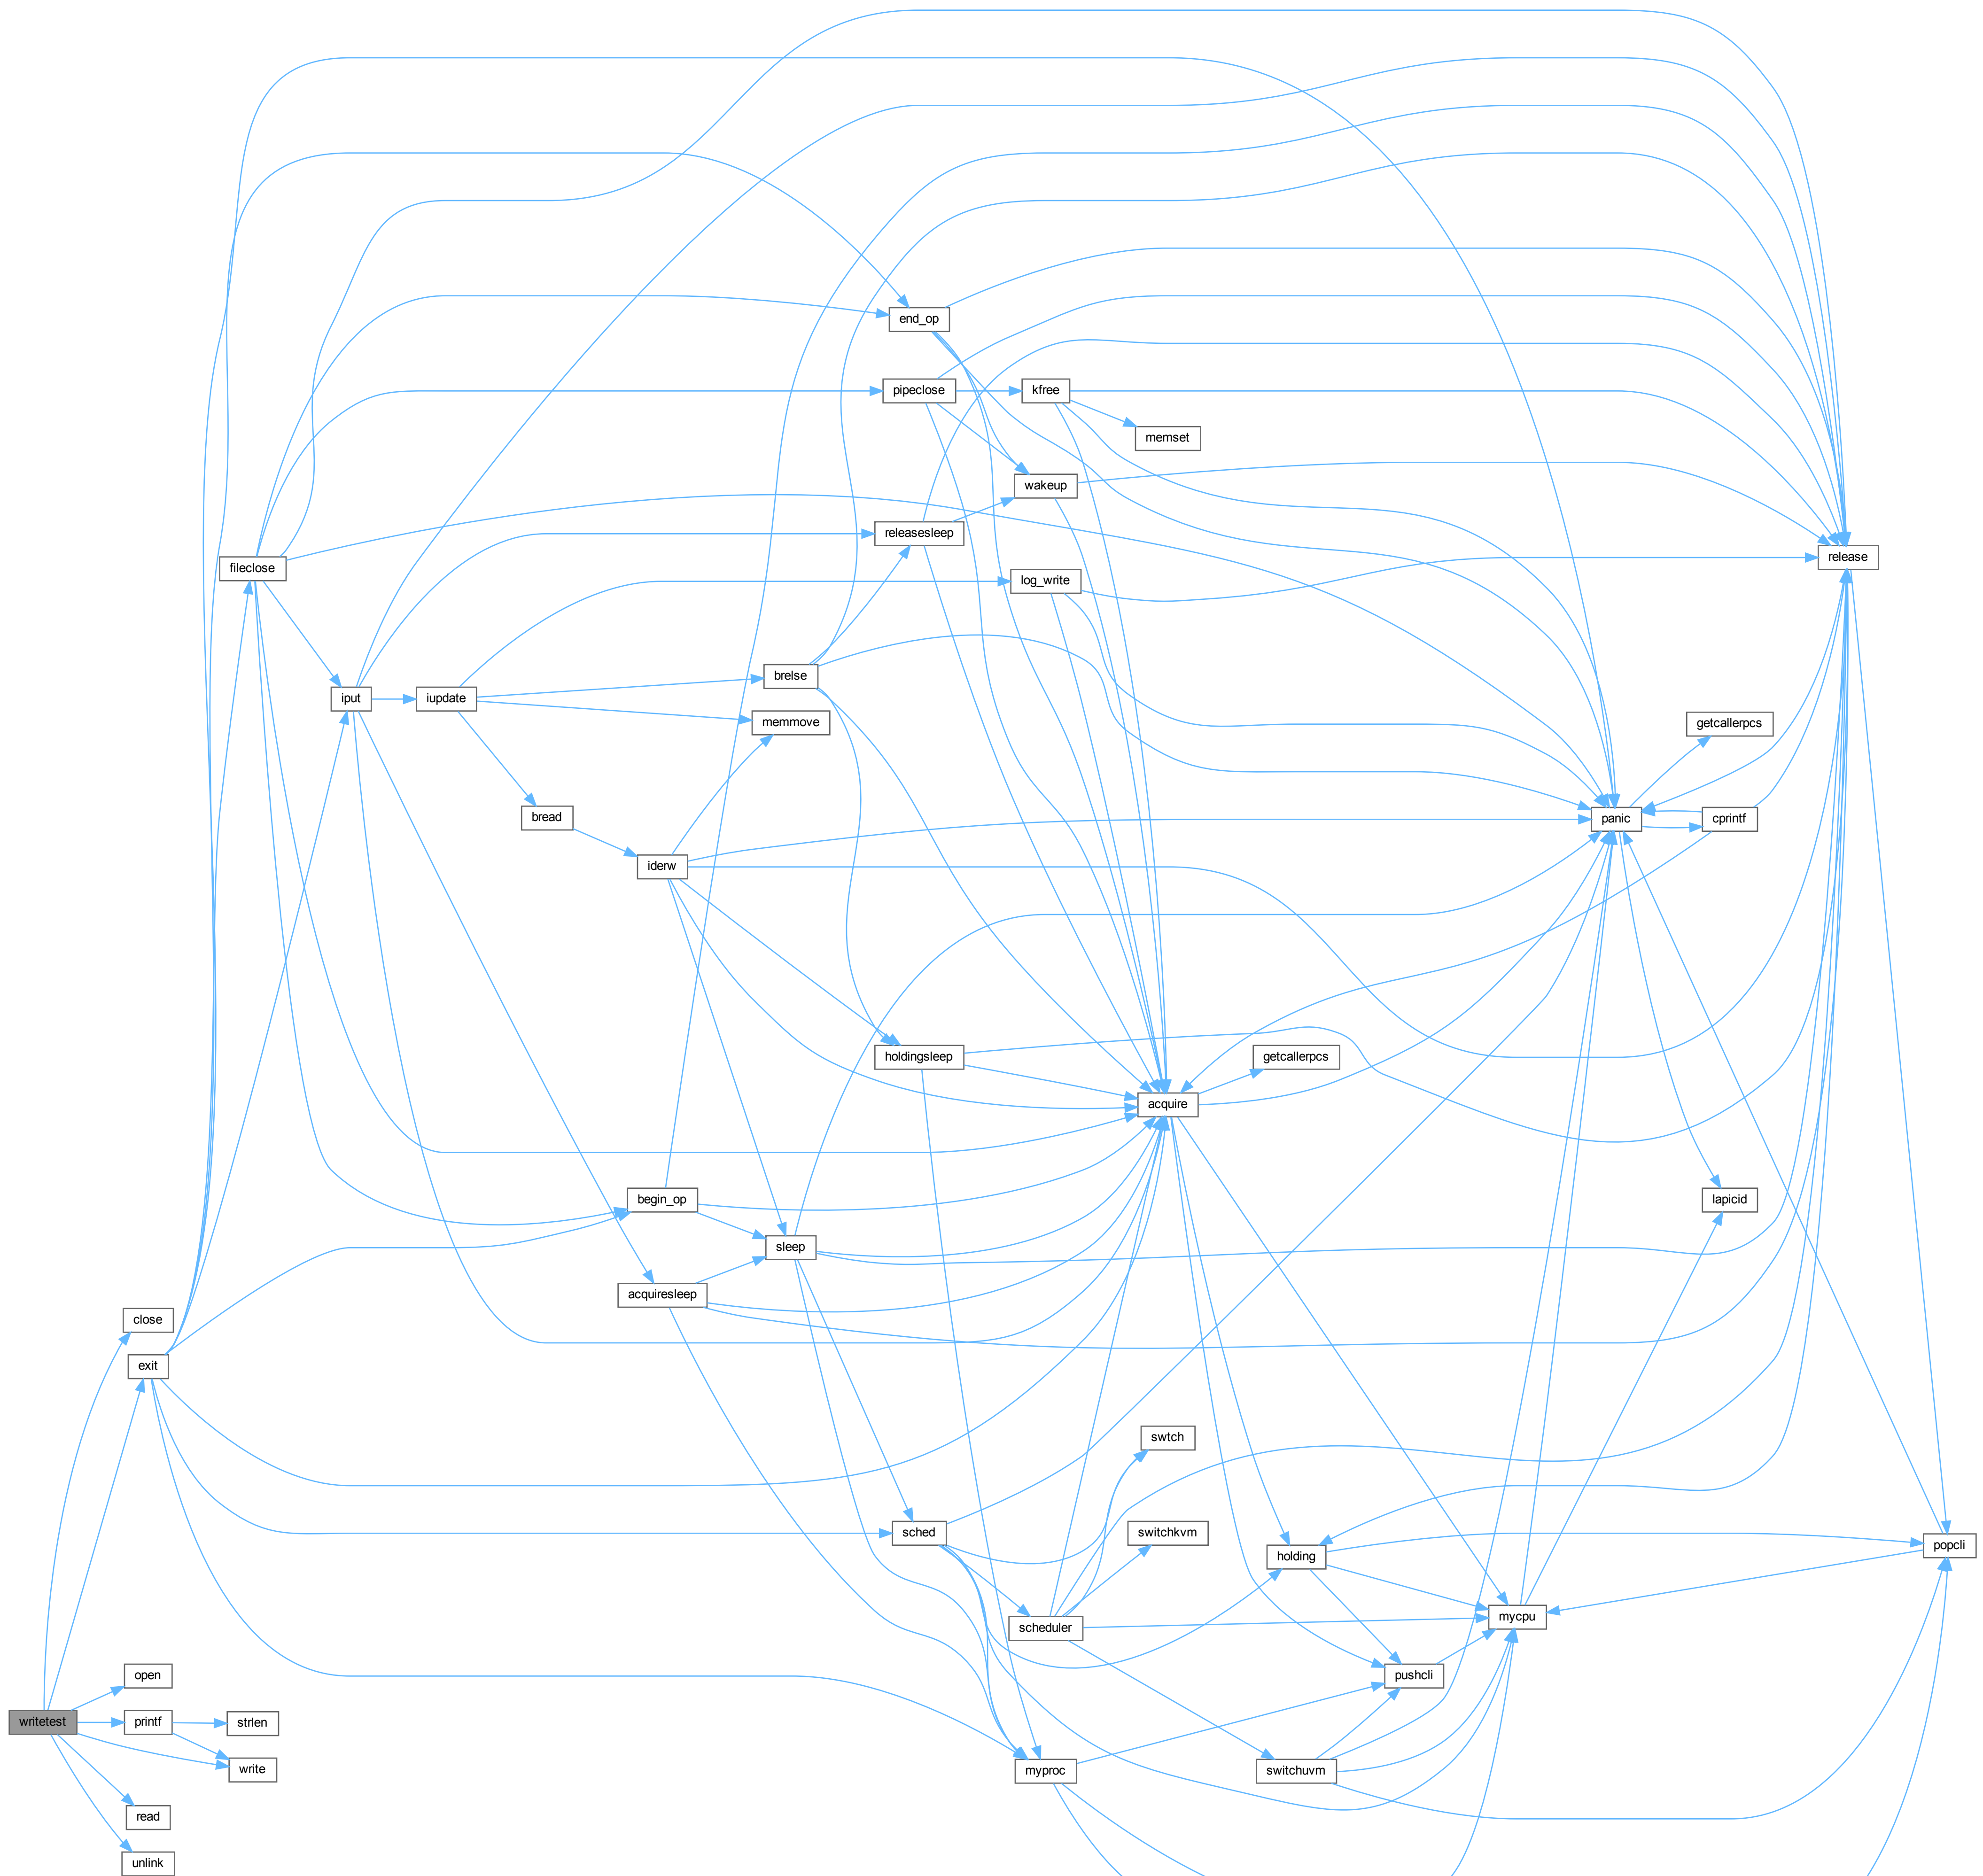 end_op
pipeclose
kfree
memset
wakeup
releasesleep
release
fileclose
log_write
brelse
iput
iupdate
memmove
getcallerpcs
bread
panic
cprintf
iderw
holdingsleep
getcallerpcs
acquire
begin_op
lapicid
sleep
acquiresleep
close
exit
swtch
sched
switchkvm
holding
popcli
mycpu
scheduler
open
pushcli
writetest
printf
strlen
write
myproc
switchuvm
read
unlink